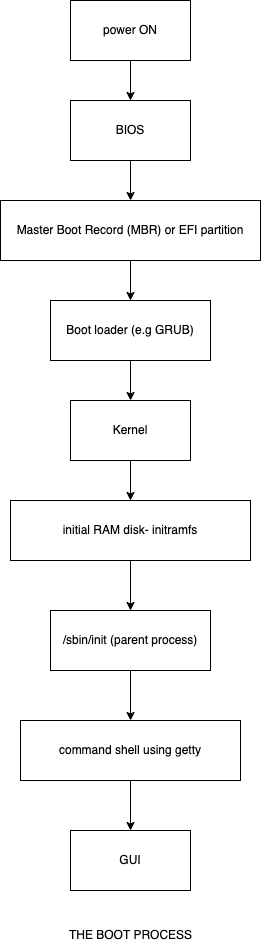 power ON
BIOS
Master Boot Record (MBR) or EFI partition
Boot loader (e.g GRUB)
Kernel
initial RAM disk- initramfs
/sbin/init (parent process)
command shell using getty
GUI
THE BOOT PROCESS